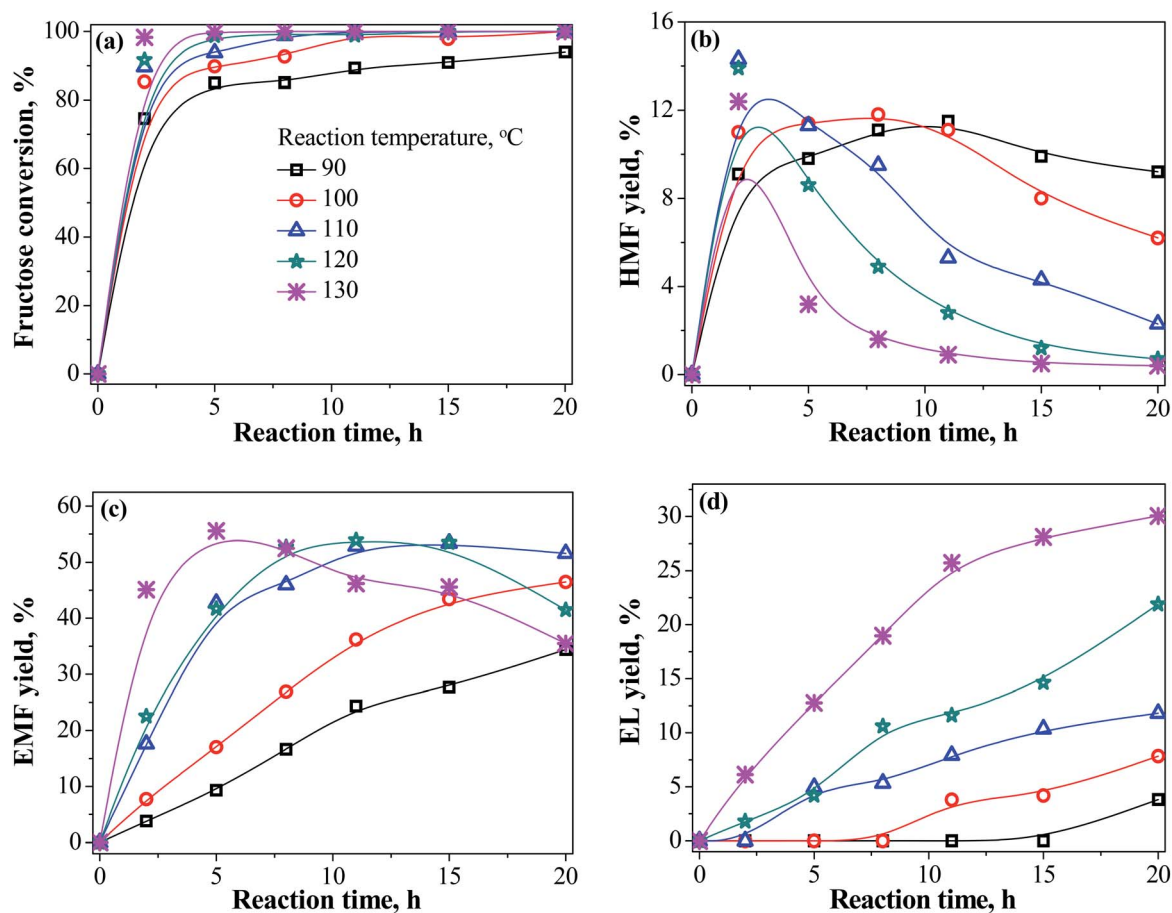 (a)
100
80
60
40
20
0
Fructose conversion, %
Reaction temperature, °C
90
100
110
120
130
0 5 10 15 20
Reaction time, h
(b)
16
12
8
4
0
HMF yield, %
0 5 10 15 20
Reaction time, h
(c)
60
50
40
30
20
10
0
EMF yield, %
0 5 10 15 20
Reaction time, h
(d)
30
25
20
15
10
5
0
EL yield, %
0 5 10 15 20
Reaction time, h